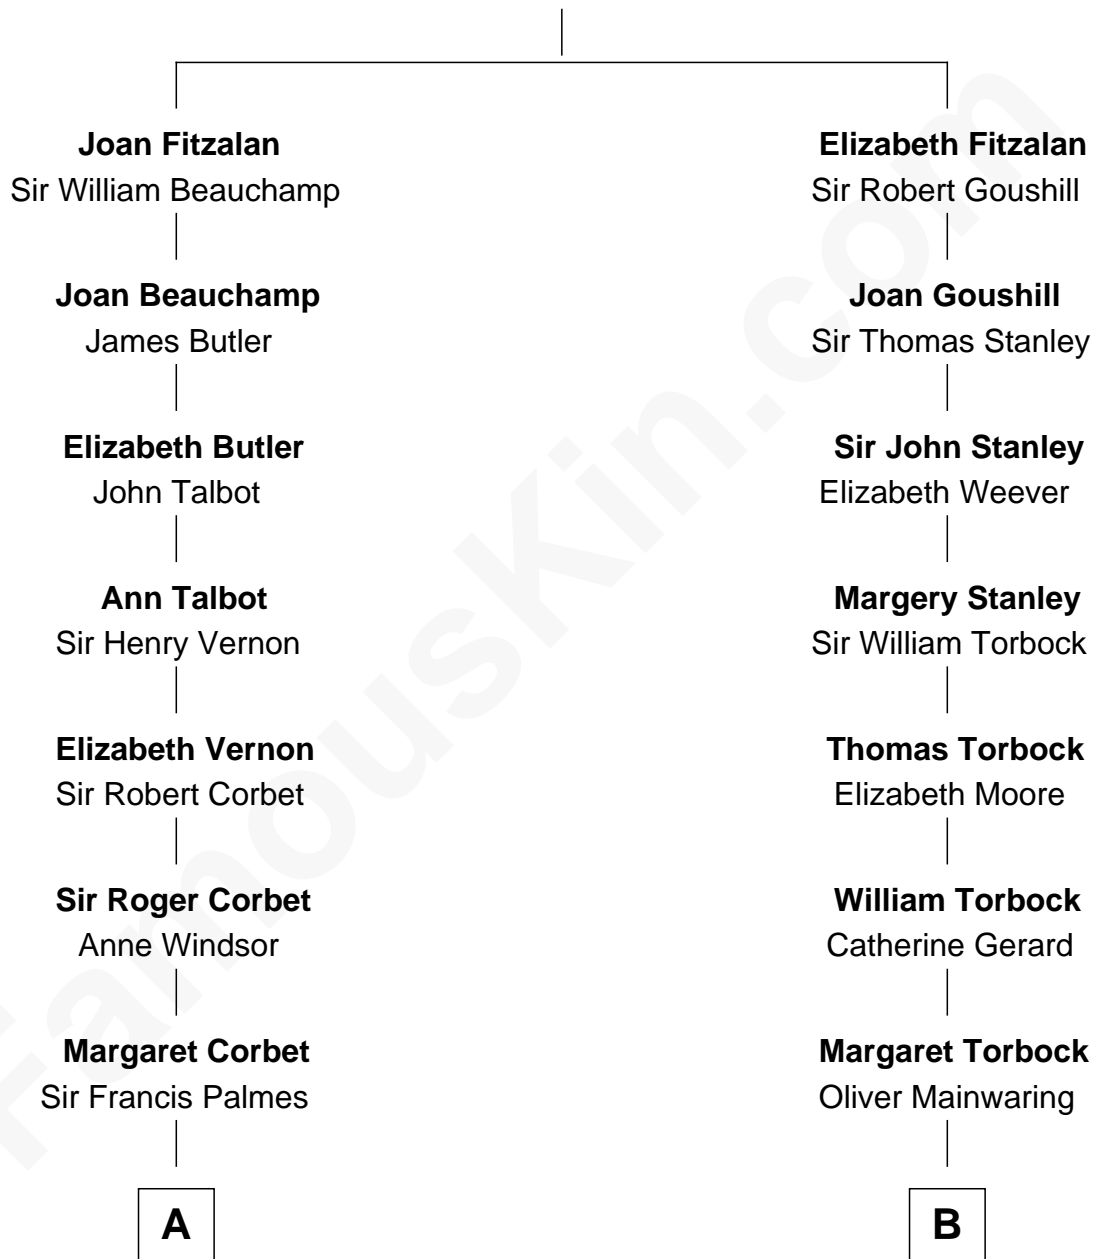 Joan Fitzalan
Sir William Beauchamp
Joan Beauchamp
James Butler
Elizabeth Butler
John Talbot
Ann Talbot
Sir Henry Vernon
Elizabeth Vernon
Sir Robert Corbet
Sir Roger Corbet
Anne Windsor
Margaret Corbet
Sir Francis Palmes
A
Elizabeth Fitzalan
Sir Robert Goushill
Joan Goushill
Sir Thomas Stanley
Sir John Stanley
Elizabeth Weever
Margery Stanley
Sir William Torbock
Thomas Torbock
Elizabeth Moore
William Torbock
Catherine Gerard
Margaret Torbock
Oliver Mainwaring
B
FamousKin.com